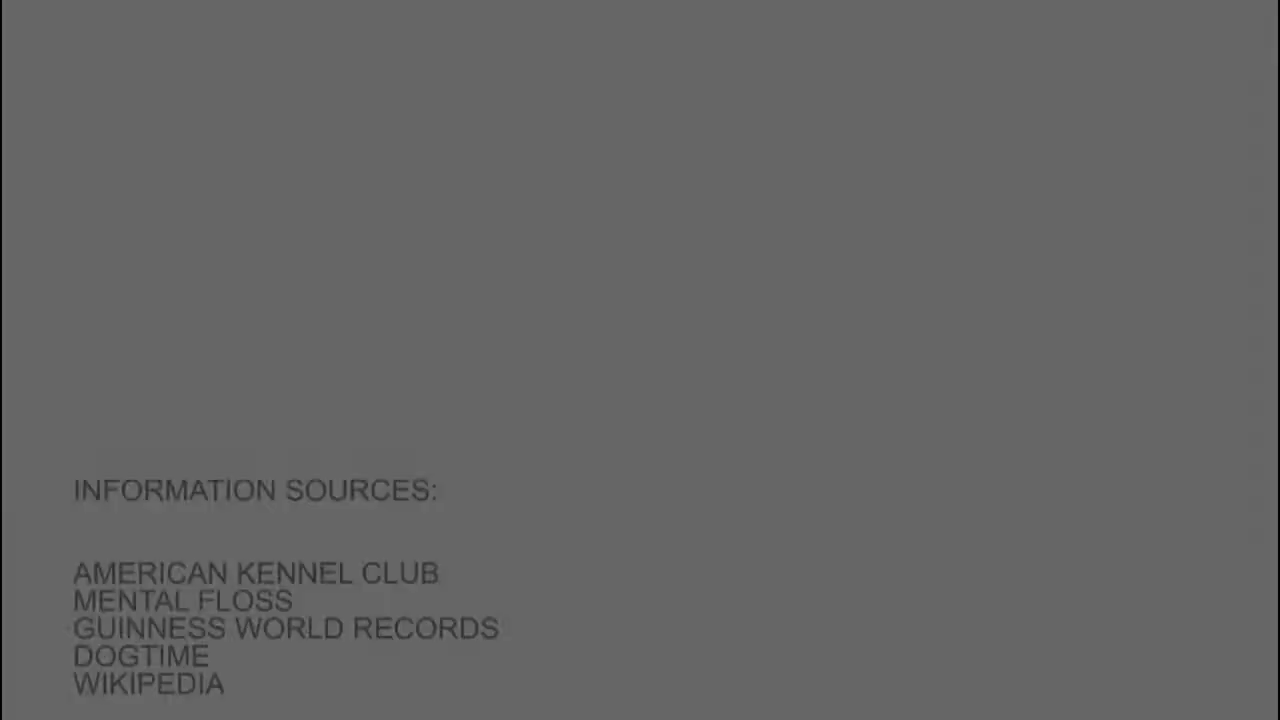 INFORMATION SOURCES:
AMERICAN KENNEL CLUB
MENTAL FLOSS
GUINNESS WORLD RECORDS
DOGTIME
WIKIPEDIA